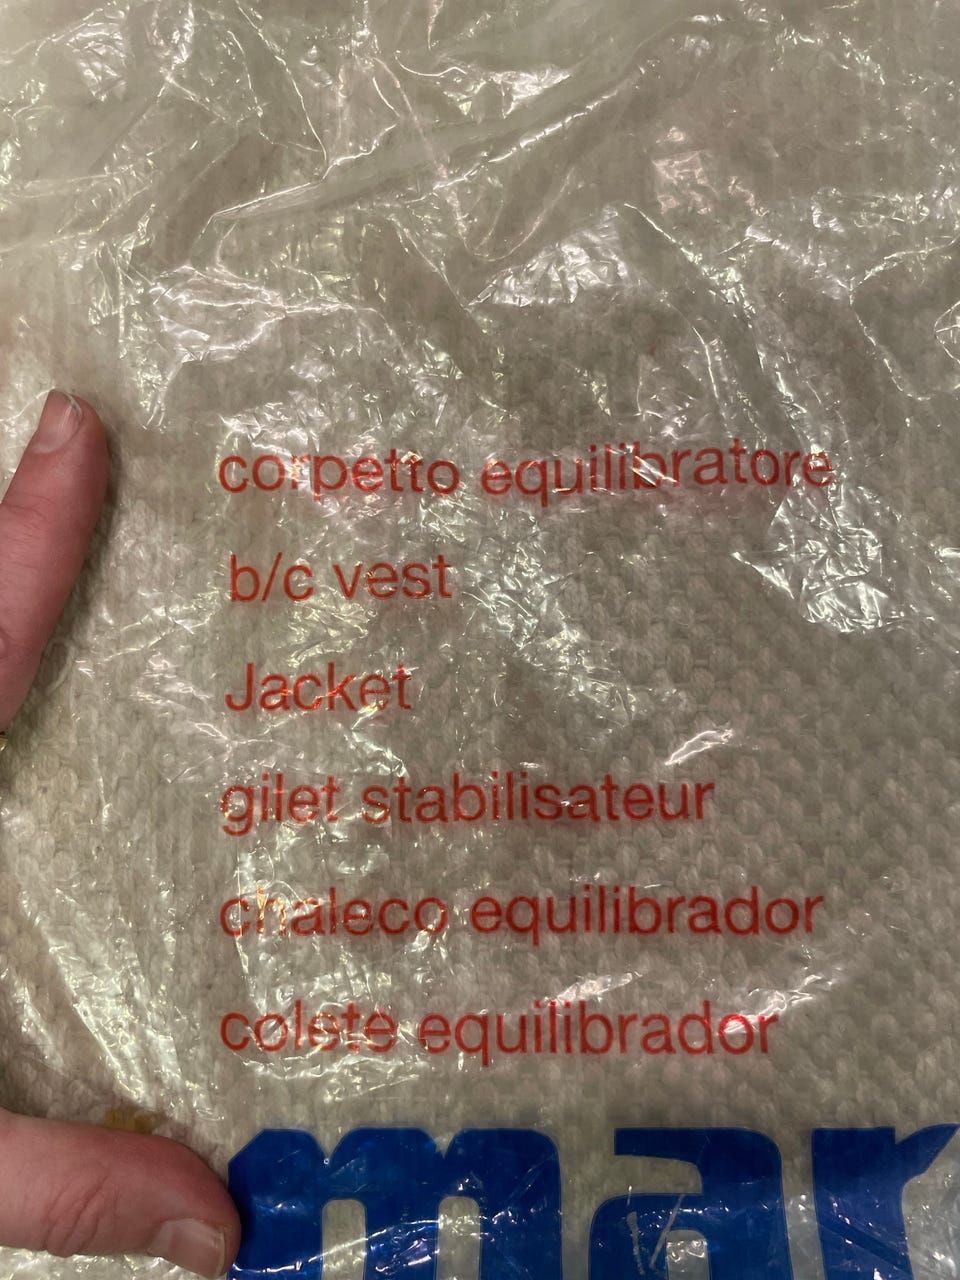 corpetto equilibratore
b/c vest
Jacket
gilet stabilisateur
chaleco equilibrador
colete equilibrador
mar